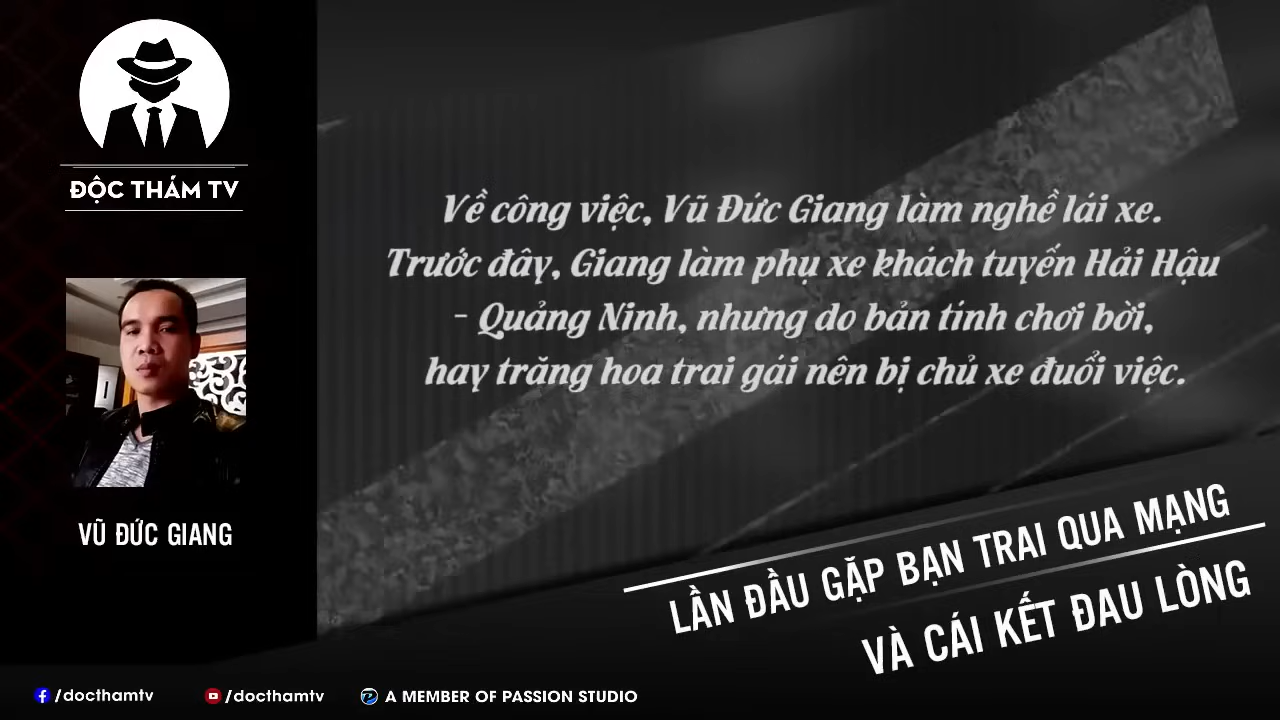 ĐỘC THÁM TV
VŨ ĐỨC GIANG
Về công việc, Vũ Đức Giang làm nghề lái xe.
Trước đây, Giang làm phụ xe khách tuyến Hải Hậu
- Quảng Ninh, nhưng do bản tính chơi bời,
hay trăng hoa trai gái nên bị chủ xe đuổi việc.
LẦN ĐẦU GẶP BẠN TRAI QUA MẠNG
VÀ CÁI KẾT ĐAU LÒNG
/docthamtv
/docthamtv
A MEMBER OF PASSION STUDIO